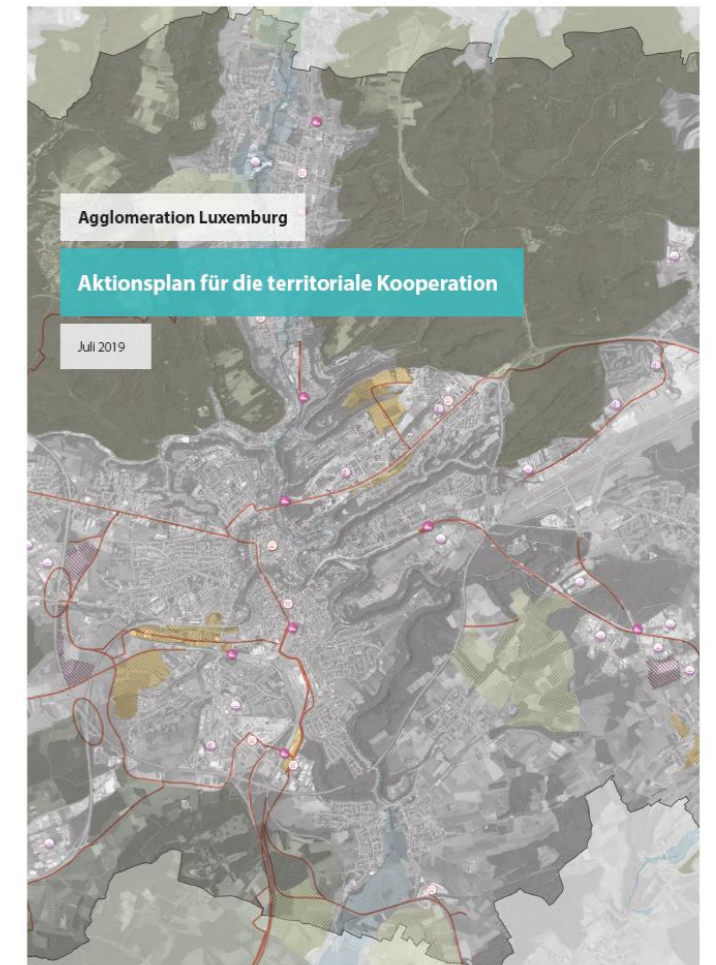 Agglomeration Luxemburg
Aktionsplan für die territoriale Kooperation
Juli 2019